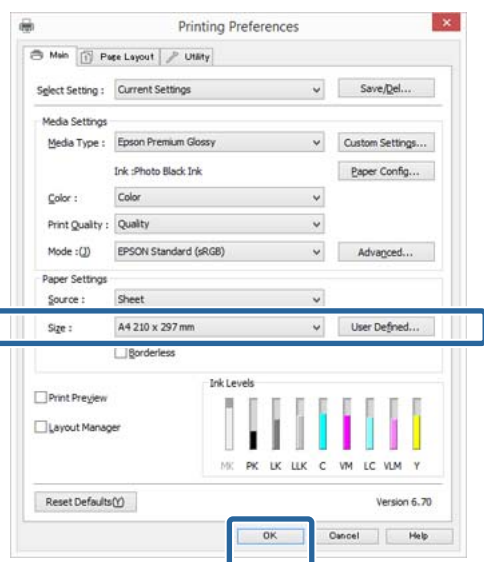 Printing Preferences
Main Page Layout Utility
Select Setting : Current Settings Save/Del...
Media Settings
Media Type : Epson Premium Glossy Custom Settings...
Ink :Photo Black Ink Paper Config...
Color : Color
Print Quality : Quality
Mode :(J) EPSON Standard (sRGB) Advanced...
Paper Settings
Source : Sheet
Size : A4 210 x 297 mm User Defined...
Borderless
Ink Levels
Print Preview
Layout Manager
MK PK LK LLK C VM LC VLM Y
Reset Defaults(Y) Version 6.70
OK Cancel Help